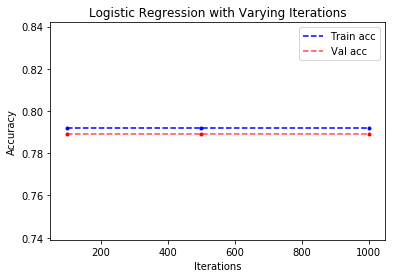 Logistic Regression with Varying Iterations
0.84
0.82
0.80
0.78
0.76
0.74
Accuracy
Train acc
Val acc
200
400
600
800
1000
Iterations